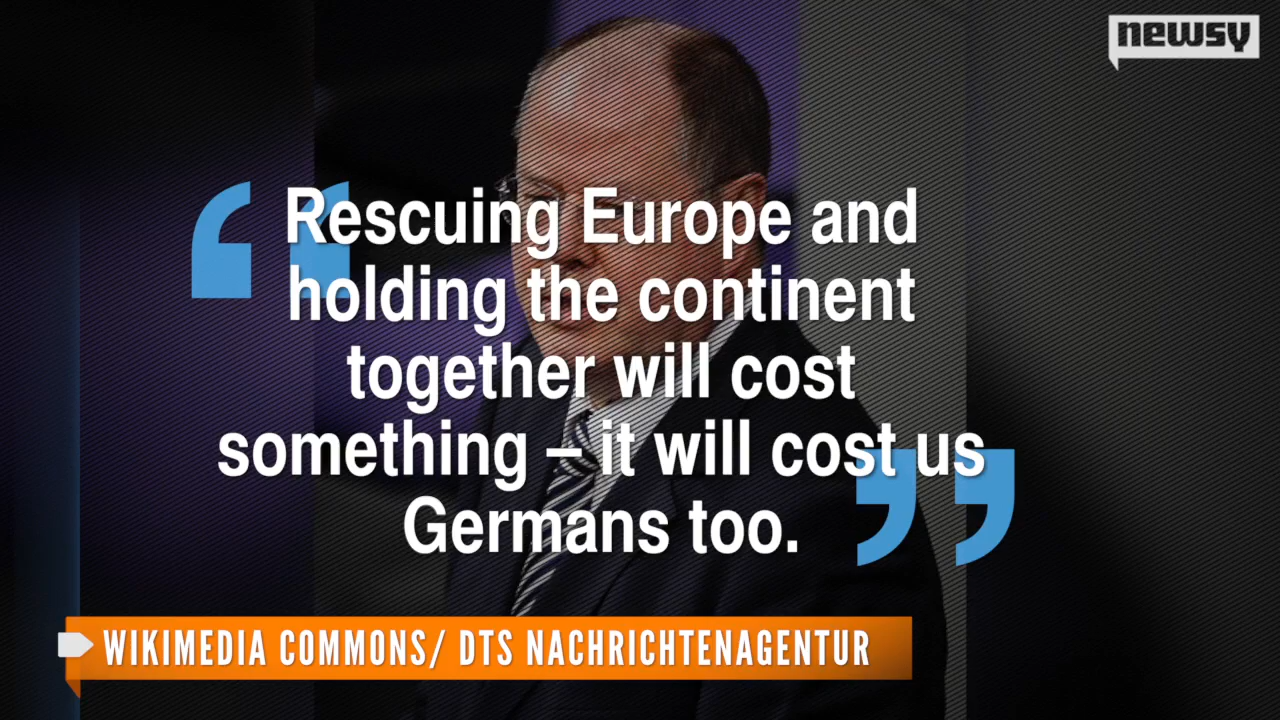 newsy
“Rescuing Europe and
holding the continent
together will cost
something – it will cost us
Germans too.”
WIKIMEDIA COMMONS/ DTS NACHRICHTENAGENTUR